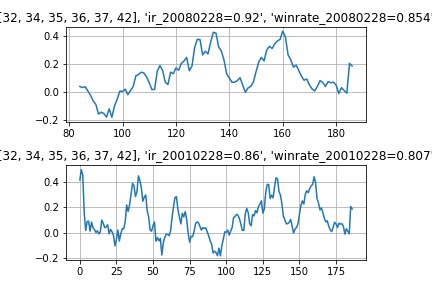 [32, 34, 35, 36, 37, 42], 'ir_20080228=0.92', 'winrate_20080228=0.854'
0.4
0.2
0.0
−0.2
80 100 120 140 160 180
[32, 34, 35, 36, 37, 42], 'ir_20010228=0.86', 'winrate_20010228=0.807'
0.4
0.2
0.0
−0.2
0 25 50 75 100 125 150 175